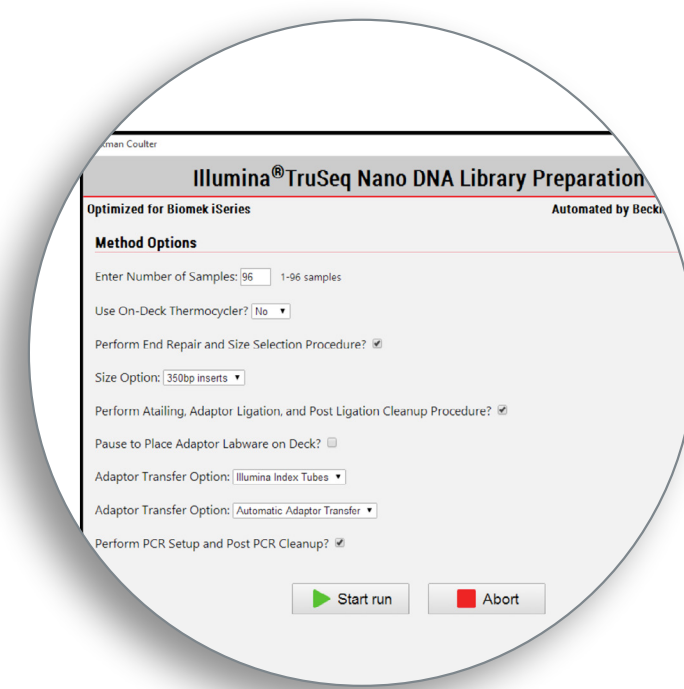 Coulter
Illumina®TruSeq Nano DNA Library Preparation
Optimized for Biomek iSeries Automated by
Method Options
Enter Number of Samples: 96 1-96 samples
Use On-Deck Thermocycler? No
Perform End Repair and Size Selection Procedure?
Size Option: 350bp inserts
Perform Atailing, Adaptor Ligation, and Post Ligation Cleanup Procedure?
Pause to Place Adaptor Labware on Deck?
Adaptor Transfer Option: Illumina Index Tubes
Adaptor Transfer Option: Automatic Adaptor Transfer
Perform PCR Setup and Post PCR Cleanup?
Start run Abort